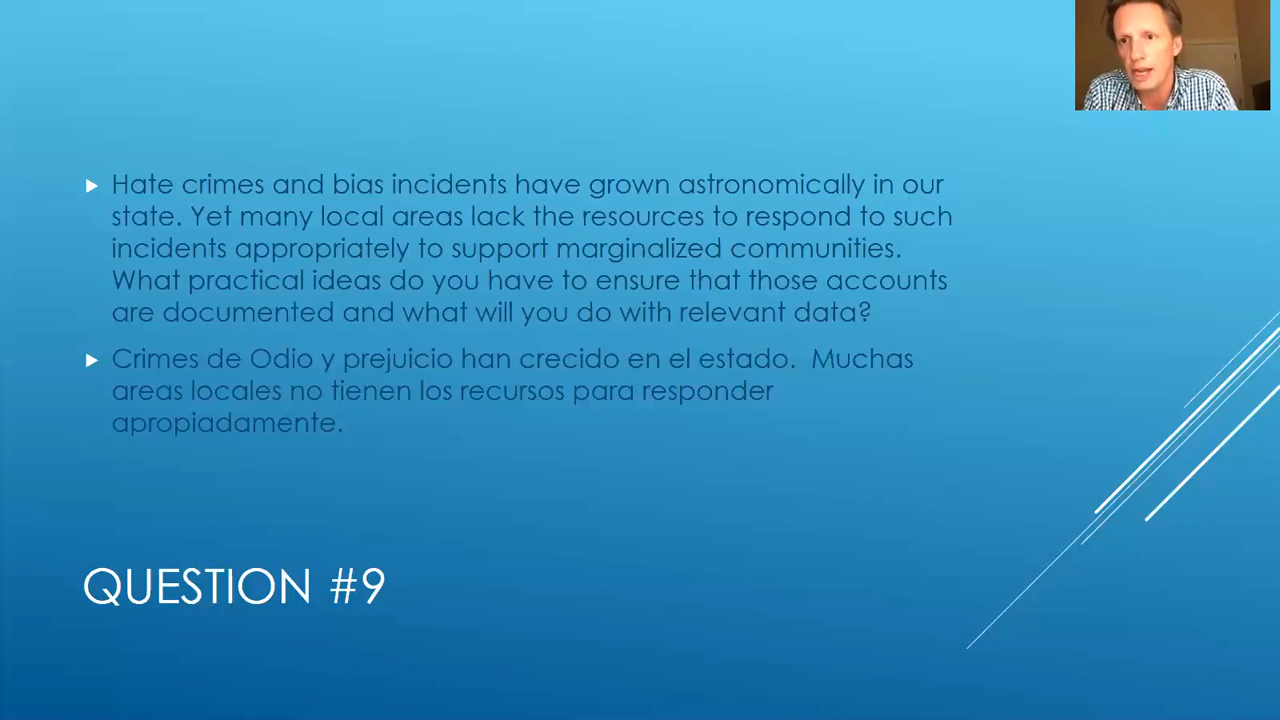 Hate crimes and bias incidents have grown astronomically in our
state. Yet many local areas lack the resources to respond to such
incidents appropriately to support marginalized communities.
What practical ideas do you have to ensure that those accounts
are documented and what will you do with relevant data?
Crimes de Odio y prejuicio han crecido en el estado.  Muchas
areas locales no tienen los recursos para responder
apropiadamente.
QUESTION #9